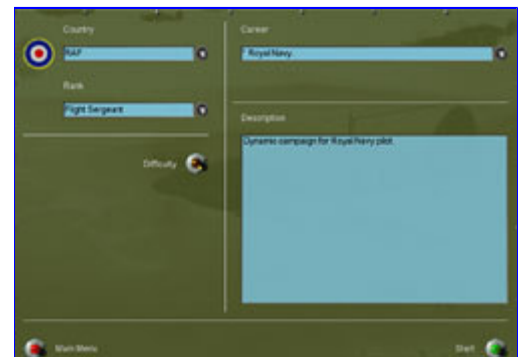 Country
Career
RAF
* Royal Navy
Rank
Flight Sergeant
Description
Dynamic campaign for Royal Navy pilot.
Difficulty
Main Menu
Start